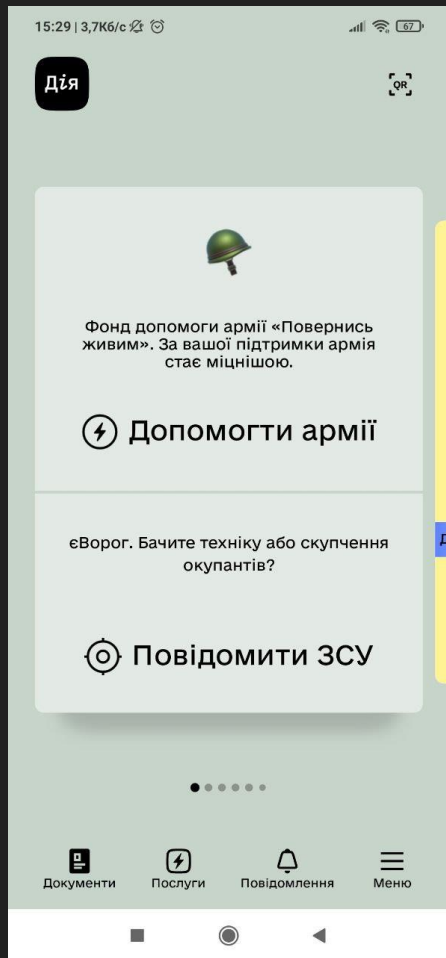 15:29 | 3,7Кб/с
67
Дія
QR
Фонд допомоги армії «Повернись
живим». За вашої підтримки армія
стає міцнішою.
Допомогти армії
єВорог. Бачите техніку або скупчення
окупантів?
Повідомити ЗСУ
Документи
Послуги
Повідомлення
Меню